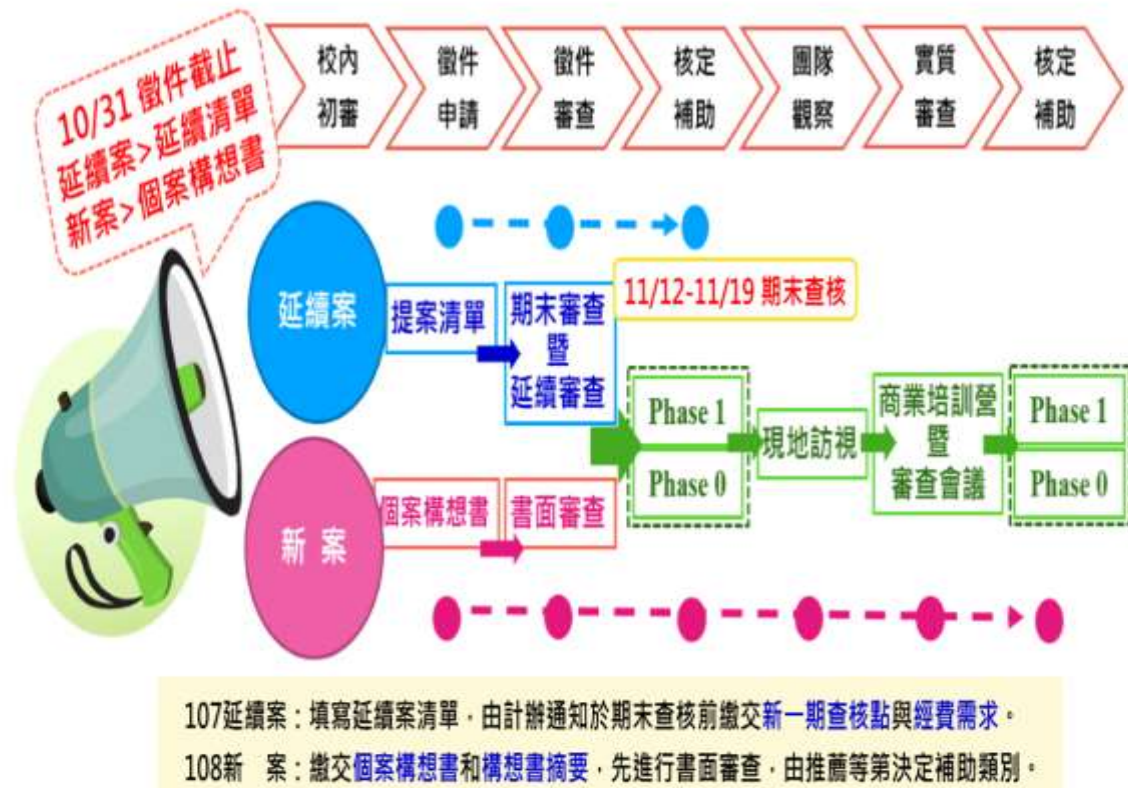 10/31 徵件截止
延續案>延續清單
新案>個案構想書
校內
初審
徵件
申請
徵件
審查
核定
補助
團隊
觀察
實質
審查
核定
補助
延續案
提案清單
期末審查
暨
延續審查
11/12-11/19 期末查核
Phase 1
Phase 0
現地訪視
商業培訓營
暨
審查會議
Phase 1
Phase 0
新 案
個案構想書
書面審查
107延續案：填寫延續案清單，由計辦通知於期末查核前繳交新一期查核點與經費需求。
108新　案：繳交個案構想書和構想書摘要，先進行書面審查，由推薦等第決定補助類別。